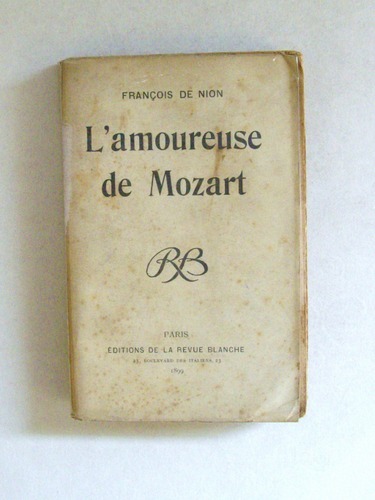 FRANÇOIS DE NION
L'amoureuse
de Mozart
RB
PARIS
ÉDITIONS DE LA REVUE BLANCHE
23, BOULEVARD DES ITALIENS 23
1899